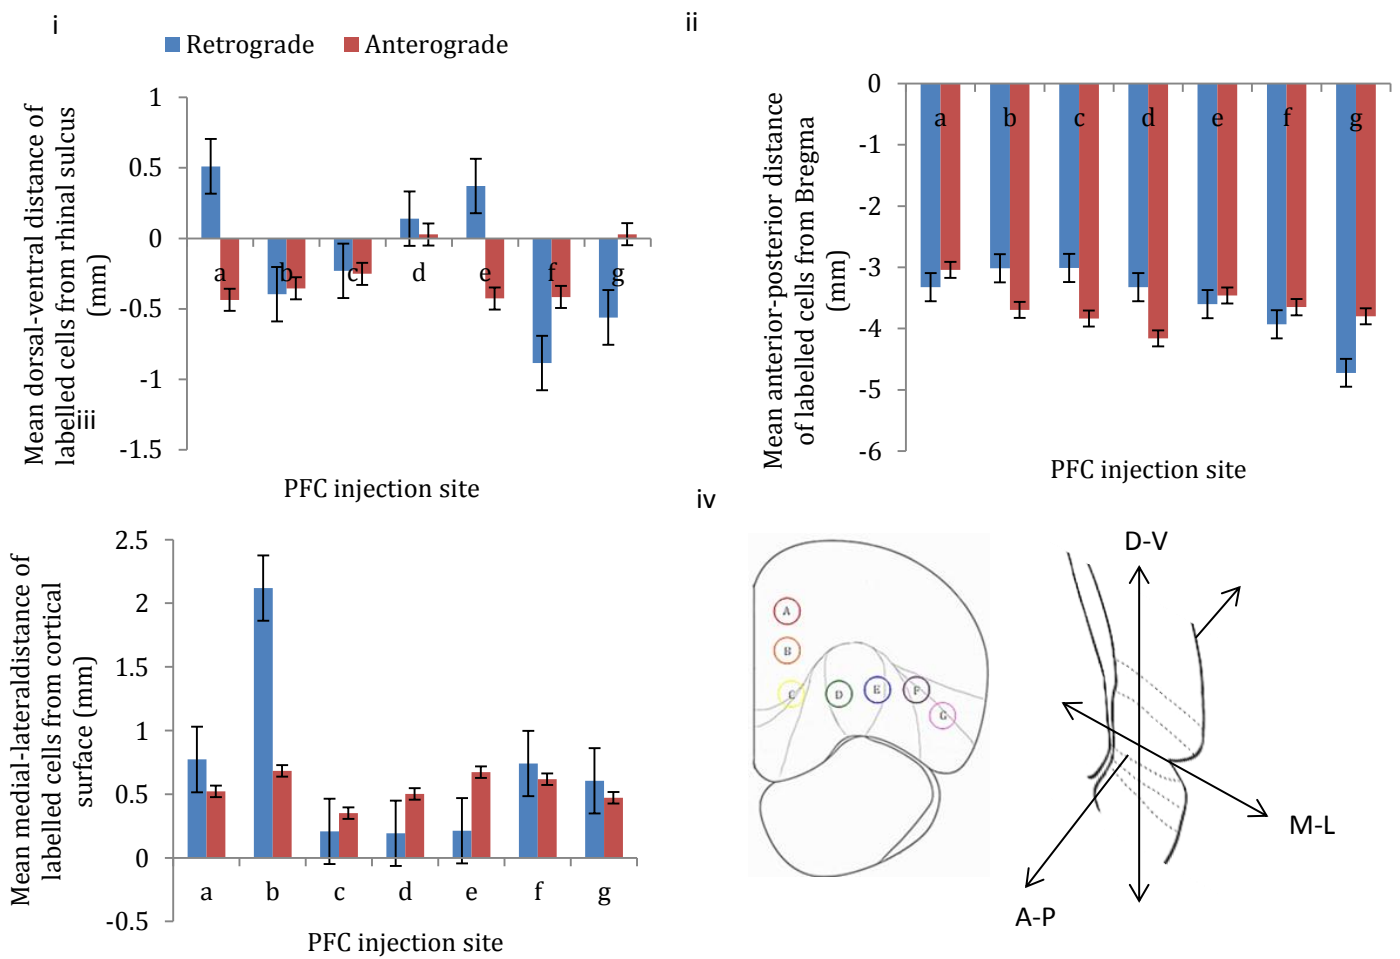 i
Retrograde Anterograde
Mean dorsal-ventral distance of
labelled cells from rhinal sulcus
(mm)
1
0.5
0
-0.5
-1
-1.5
a b c d e f g
PFC injection site
ii
Mean anterior-posterior distance
of labelled cells from Bregma
(mm)
0
-1
-2
-3
-4
-5
-6
a b c d e f g
PFC injection site
iii
Mean medial-lateraldistance of
labelled cells from cortical
surface (mm)
2.5
2
1.5
1
0.5
0
-0.5
a b c d e f g
PFC injection site
iv
A
B
C D E F
G
D-V
M-L
A-P